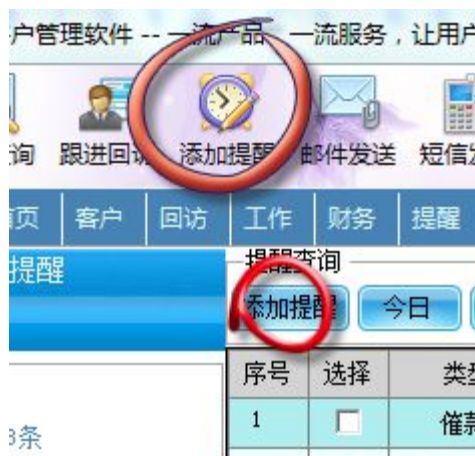 户管理软件 -- 一流产品，一流服务，让用户
询 跟进回访 添加提醒 邮件发送 短信发
首页 客户 回访 工作 财务 提醒
提醒
提醒查询
添加提醒 今日
序号 选择 类型
1 催款
3条